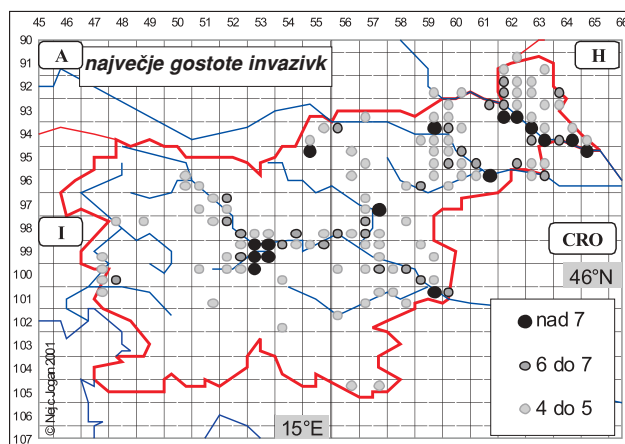 45 46 47 48 49 50 51 52 53 54 55 56 57 58 59 60 61 62 63 64 65 66
90
91
92
93
94
95
96
97
98
99
100
101
102
103
104
105
106
107
A
največje gostote invazivk
H
I
CRO
46°N
15°E
nad 7
6 do 7
4 do 5
© Nejc Jogan 2001